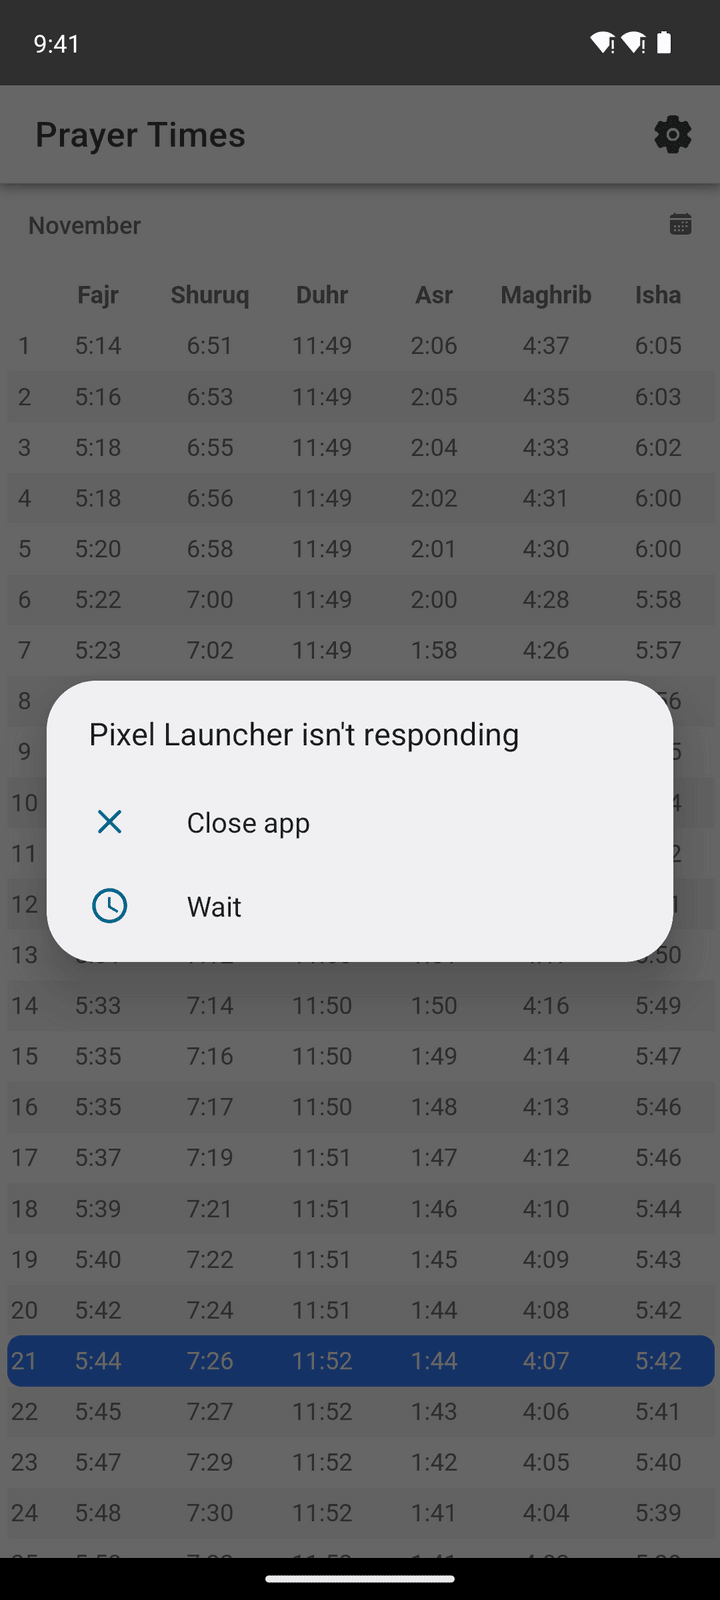 9:41
Prayer Times
November
Fajr Shuruq Duhr Asr Maghrib Isha
1 5:14 6:51 11:49 2:06 4:37 6:05
2 5:16 6:53 11:49 2:05 4:35 6:03
3 5:18 6:55 11:49 2:04 4:33 6:02
4 5:18 6:56 11:49 2:02 4:31 6:00
5 5:20 6:58 11:49 2:01 4:30 6:00
6 5:22 7:00 11:49 2:00 4:28 5:58
7 5:23 7:02 11:49 1:58 4:26 5:57
8
Pixel Launcher isn't responding
9
10
Close app
11
12
Wait
13
14 5:33 7:14 11:50 1:50 4:16 5:49
15 5:35 7:16 11:50 1:49 4:14 5:47
16 5:35 7:17 11:50 1:48 4:13 5:46
17 5:37 7:19 11:51 1:47 4:12 5:46
18 5:39 7:21 11:51 1:46 4:10 5:44
19 5:40 7:22 11:51 1:45 4:09 5:43
20 5:42 7:24 11:51 1:44 4:08 5:42
21 5:44 7:26 11:52 1:44 4:07 5:42
22 5:45 7:27 11:52 1:43 4:06 5:41
23 5:47 7:29 11:52 1:42 4:05 5:40
24 5:48 7:30 11:52 1:41 4:04 5:39